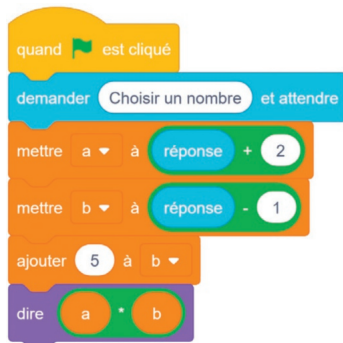 quand est cliqué
demander Choisir un nombre et attendre
mettre a à réponse + 2
mettre b à réponse - 1
ajouter 5 à b
dire a * b